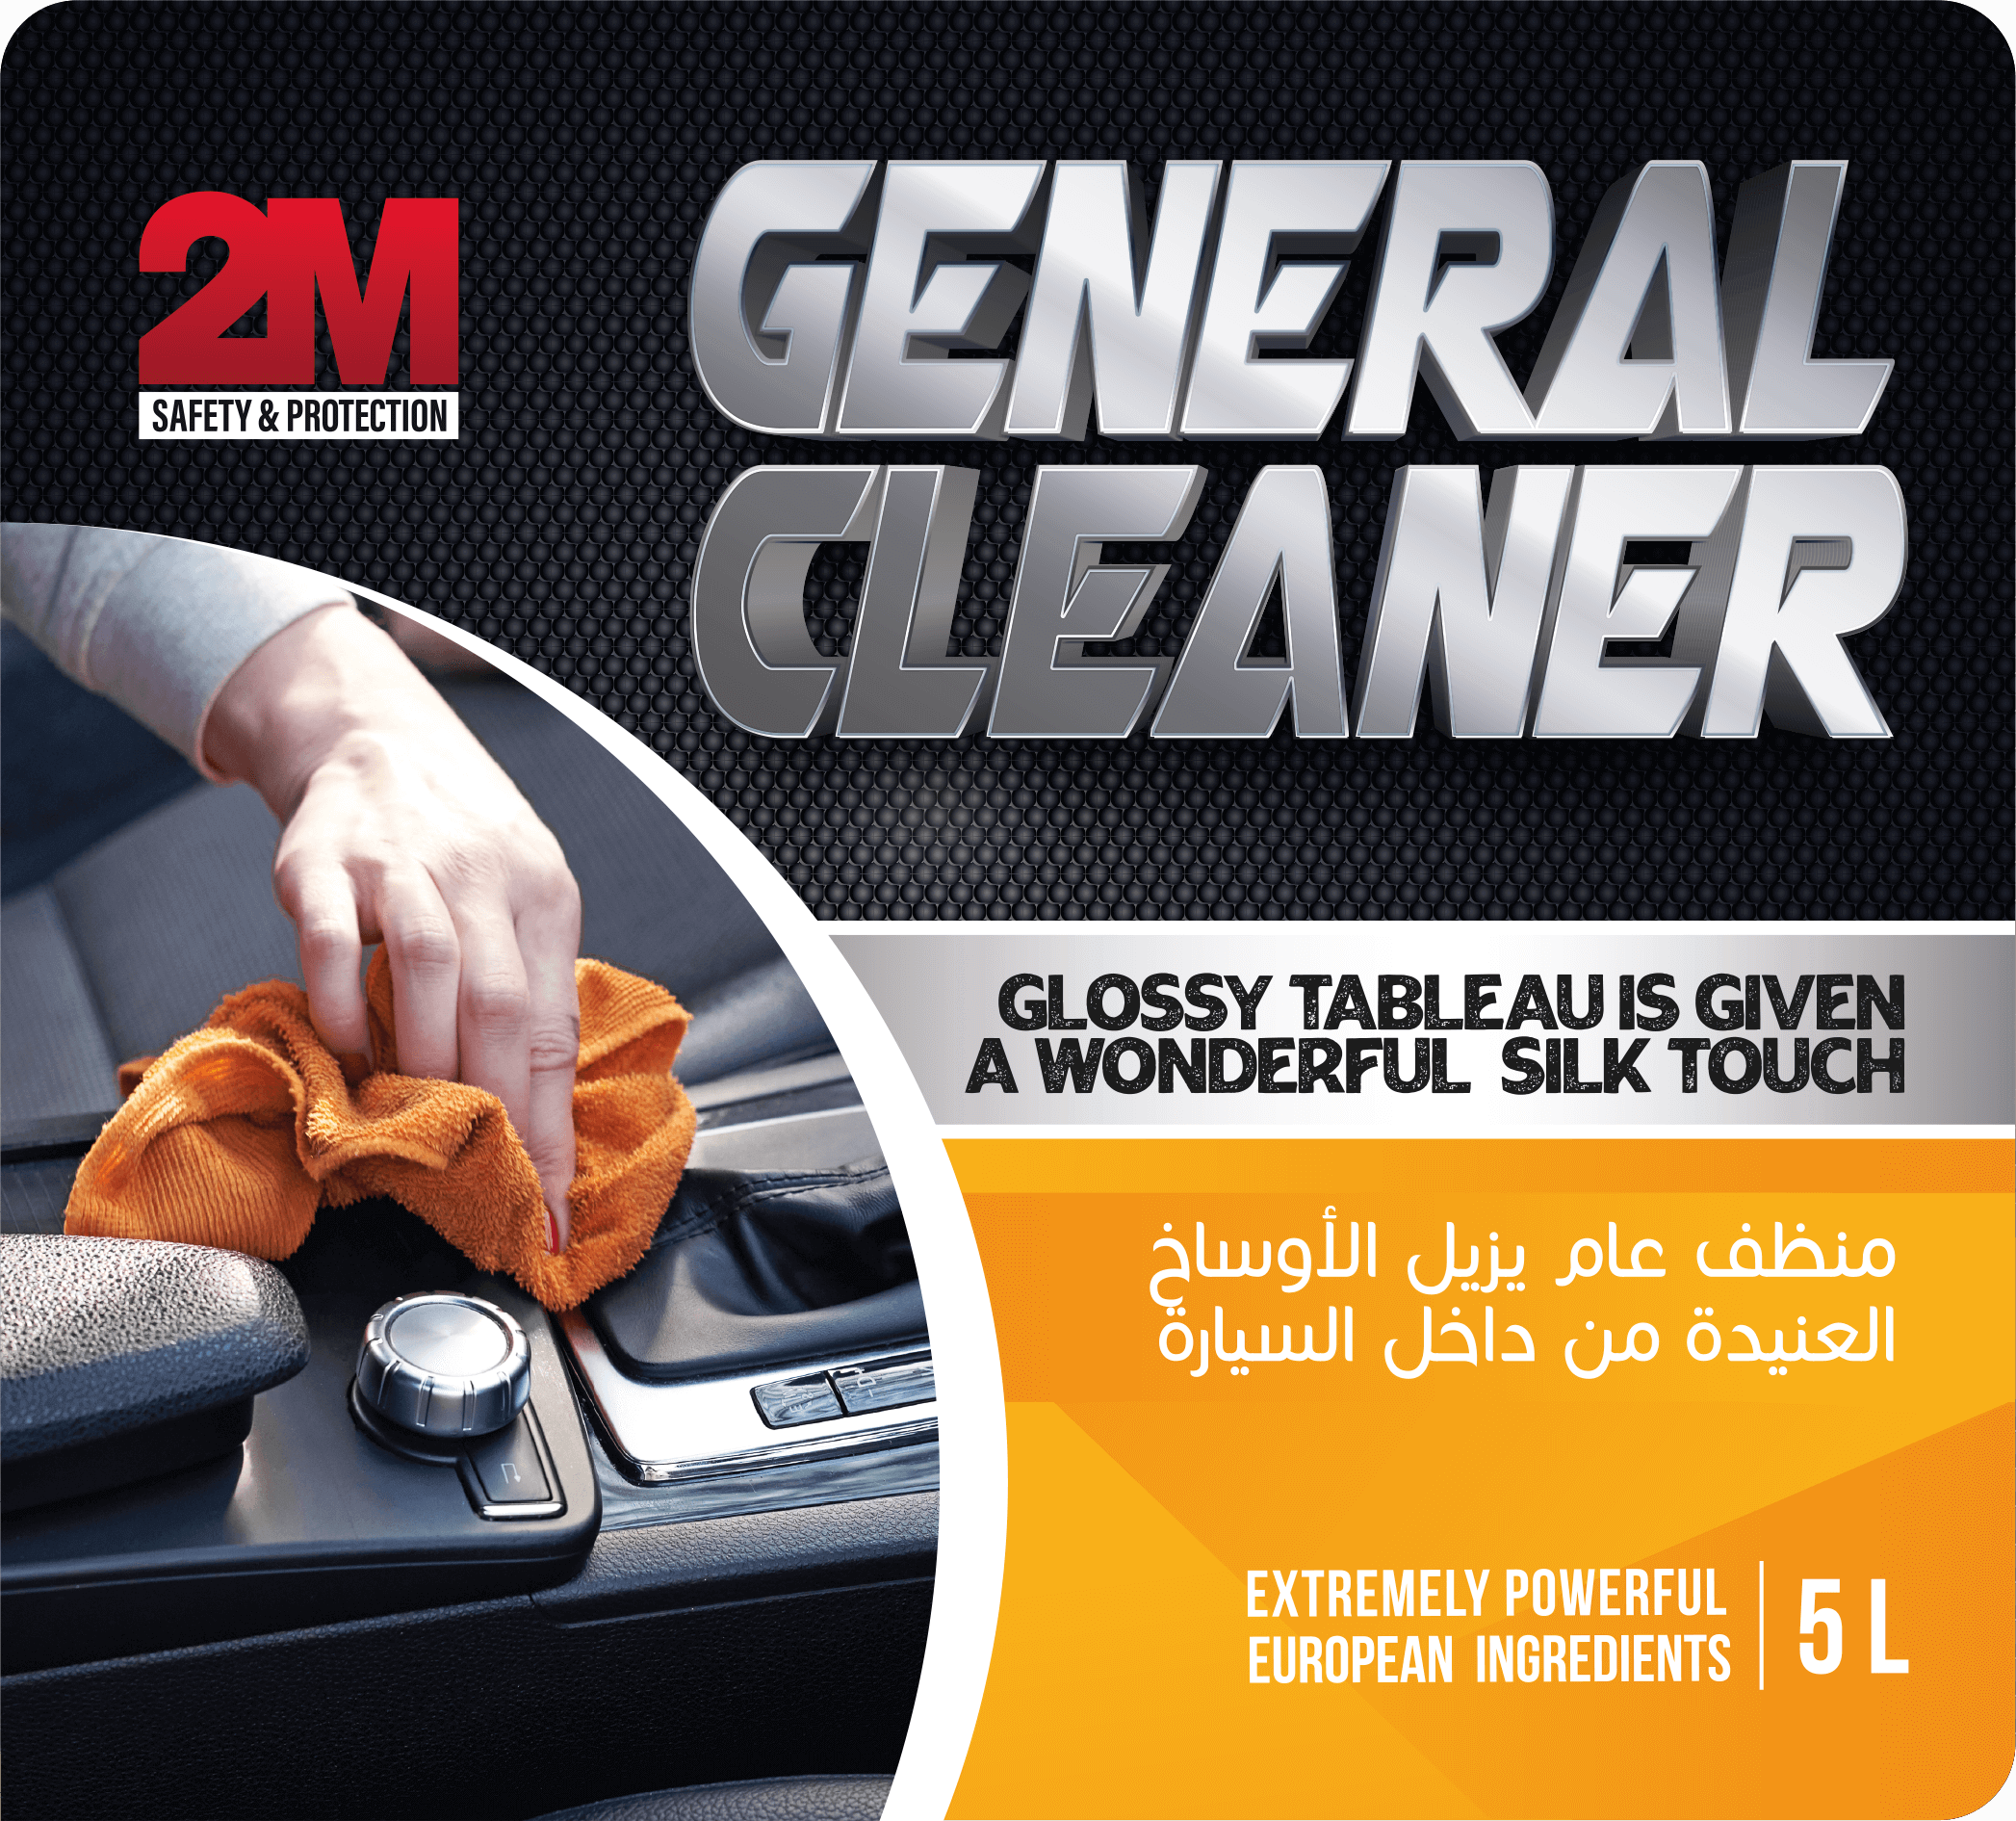 2M
SAFETY & PROTECTION
GENERAL
CLEANER
GLOSSY TABLEAU IS GIVEN
A WONDERFUL SILK TOUCH
منظف عام يزيل الأوساخ
العنيدة من داخل السيارة
EXTREMELY POWERFUL
EUROPEAN INGREDIENTS
5 L